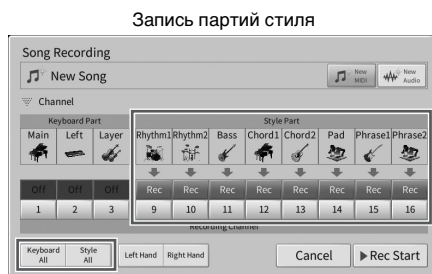 Запись партий стиля
Song Recording
New Song
New MIDI
New Audio
Channel
Keyboard Part Style Part
Main Left Layer Rhythm1 Rhythm2 Bass Chord1 Chord2 Pad Phrase1 Phrase2
Off Off Off Rec Rec Rec Rec Rec Rec Rec Rec
1 2 3 9 10 11 12 13 14 15 16
Recording Channel
Keyboard All Style All Left Hand Right Hand Cancel Rec Start